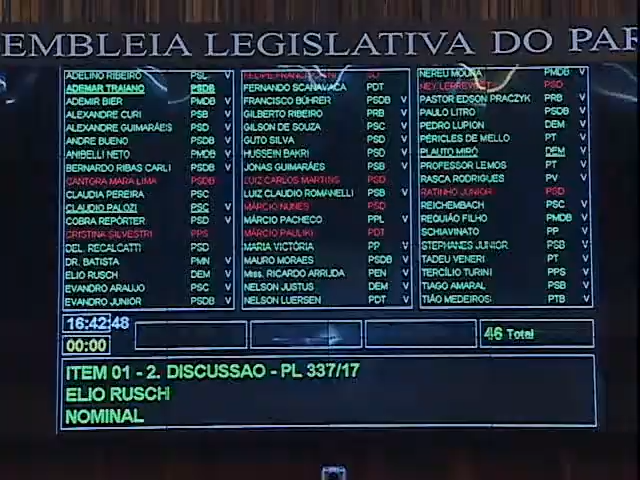 EMBLEIA LEGISLATIVA DO PAR
ADELINO RIBEIRO PSL V
ADEMAR TRAIANO PSDB
ADEMIR BIER PMDB V
ALEXANDRE CURI PSB V
ALEXANDRE GUIMARÃES PSD V
ANDRE BUENO PSDB V
ANIBELLI NETO PMDB V
BERNARDO RIBAS CARLI PSDB V
CANTORA MARA LIMA PSDB
CLAUDIA PEREIRA PSC
CLAUDIO PALOZI PSC V
COBRA REPÓRTER PSD V
CRISTINA SILVESTRI PPS
DEL. RECALCATTI PSD
DR. BATISTA PMN V
ELIO RUSCH DEM V
EVANDRO ARAUJO PSC V
EVANDRO JUNIOR PSDB V
FERNANDO SCANAVACA PDT
FRANCISCO BÜHRER PSDB V
GILBERTO RIBEIRO PRB V
GILSON DE SOUZA PSC V
GUTO SILVA PSD V
HUSSEIN BAKRI PSD V
JONAS GUIMARÃES PSB V
LUIZ CARLOS MARTINS PSD
LUIZ CLAUDIO ROMANELLI PSB V
MÁRCIO NUNES PSD
MÁRCIO PACHECO PPL V
MÁRCIO PAULIKI PDT
MARIA VICTÓRIA PP V
MAURO MORAES PSDB V
Miss. RICARDO ARRUDA PEN V
NELSON JUSTUS DEM V
NELSON LUERSEN PDT V
NEREU MOURA PMDB V
NEY LEPREVOST PSD
PASTOR EDSON PRACZYK PRB V
PAULO LITRO PSDB V
PEDRO LUPION DEM V
PÉRICLES DE MELLO PT V
PLAUTO MIRÓ DEM V
PROFESSOR LEMOS PT V
RASCA RODRIGUES PV V
RATINHO JUNIOR PSD
REICHEMBACH PSC V
REQUIÃO FILHO PMDB V
SCHIAVINATO PP V
STEPHANES JUNIOR PSB V
TADEU VENERI PT V
TERCÍLIO TURINI PPS V
TIAGO AMARAL PSB V
TIÃO MEDEIROS PTB V
16:42:48
00:00
46 Total
ITEM 01 - 2. DISCUSSAO - PL 337/17
ELIO RUSCH
NOMINAL